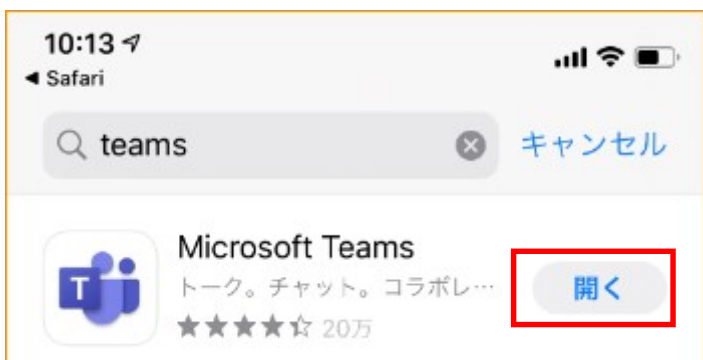 10:13
◀ Safari
teams
キャンセル
Microsoft Teams
トーク。チャット。コラボレ…
開く
T
★★★★☆ 20万